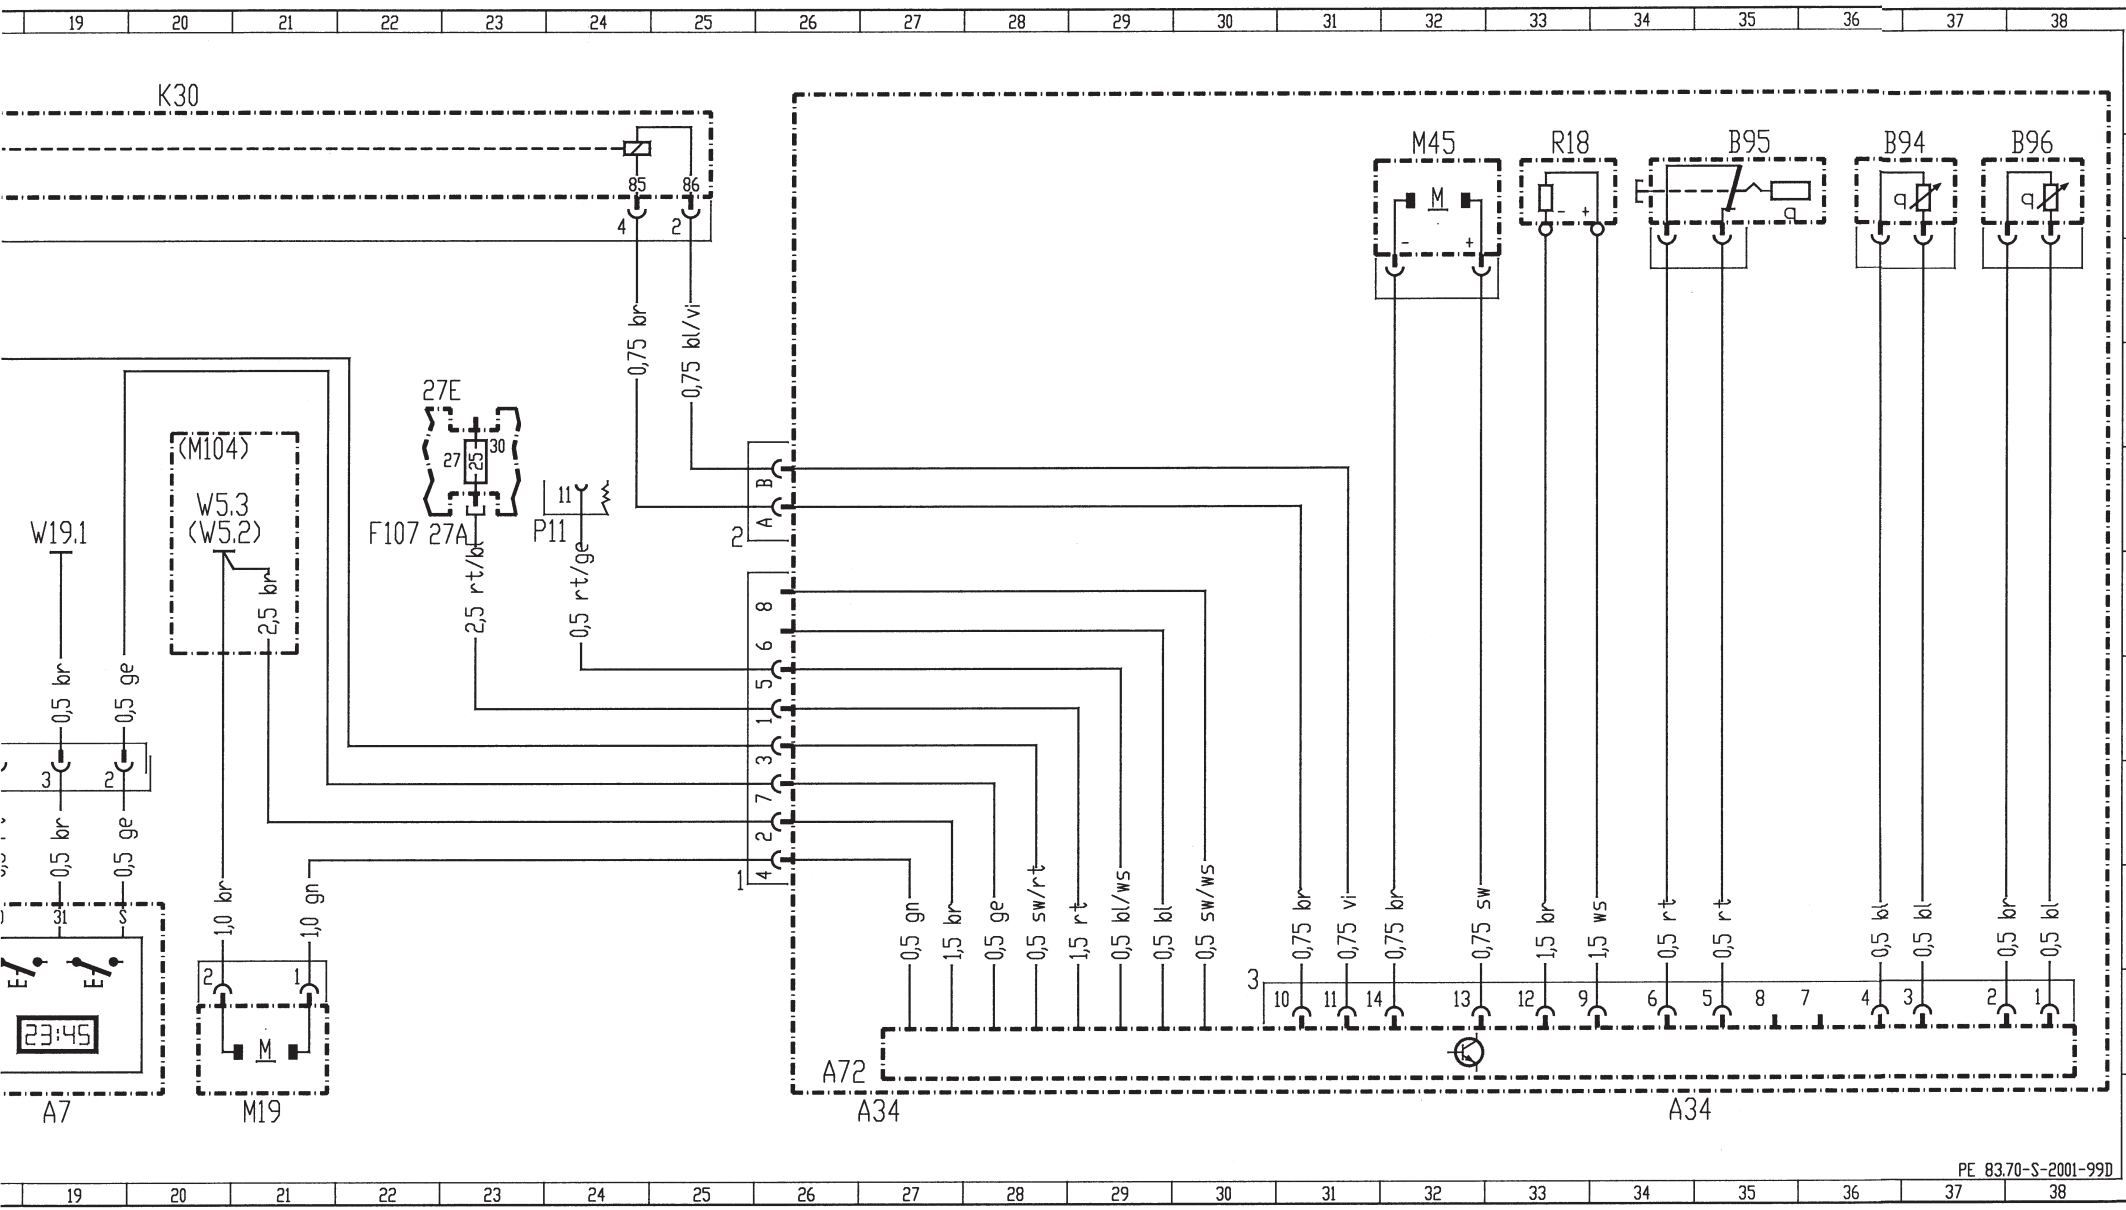 19 20 21 22 23 24 25 26 27 28 29 30 31 32 33 34 35 36 37 38
K30
85 86
4 2
0,75 br
0,75 bl/vi
M45 R18 B95 B94 B96
M
- +
- +
q
q
q
27E
27 25 30
F107 27A
2,5 rt/bl
11
P11
0,5 rt/ge
(M104)
W5.3
(W5.2)
2,5 br
W19.1
0,5 br
0,5 ge
3 2
0,5 br
0,5 ge
31 S
23:45
A7
1,0 br
1,0 gn
2 1
M
M19
B
A
2
8
6
5
1
3
7
2
4
1
0,5 gn
1,5 br
0,5 ge
0,5 sw/rt
1,5 rt
0,5 bl/ws
0,5 bl
0,5 sw/ws
0,75 br
0,75 vi
0,75 br
0,75 sw
1,5 br
1,5 ws
0,5 rt
0,5 rt
0,5 bl
0,5 bl
0,5 br
0,5 bl
3
10 11 14 13 12 9 6 5 8 7 4 3 2 1
A72
A34 A34
PE 83.70-S-2001-99D
19 20 21 22 23 24 25 26 27 28 29 30 31 32 33 34 35 36 37 38